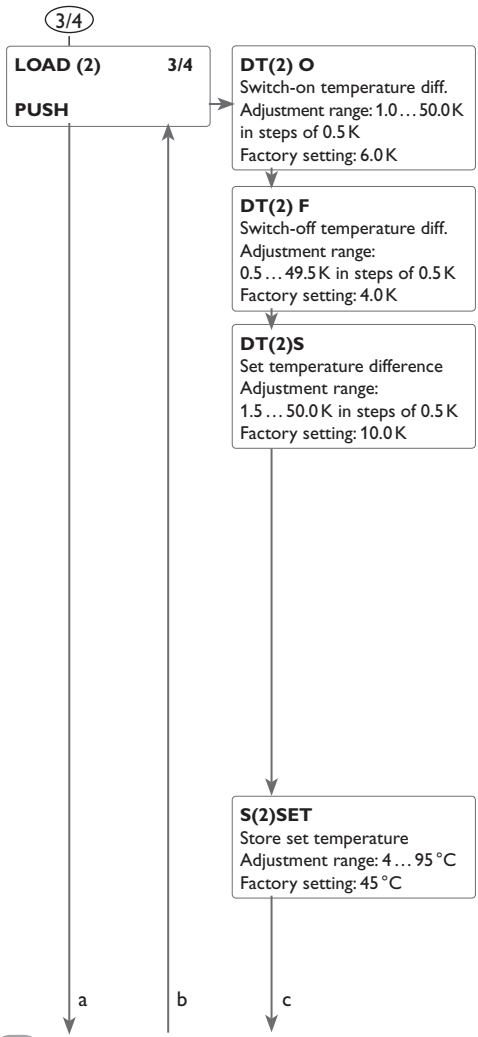 3/4
LOAD (2) 3/4
PUSH
DT(2) O
Switch-on temperature diff.
Adjustment range: 1.0 … 50.0 K
in steps of 0.5 K
Factory setting: 6.0 K
DT(2) F
Switch-off temperature diff.
Adjustment range:
0.5 … 49.5 K in steps of 0.5 K
Factory setting: 4.0 K
DT(2)S
Set temperature difference
Adjustment range:
1.5 … 50.0 K in steps of 0.5 K
Factory setting: 10.0 K
S(2)SET
Store set temperature
Adjustment range: 4 … 95 °C
Factory setting: 45 °C
a b c